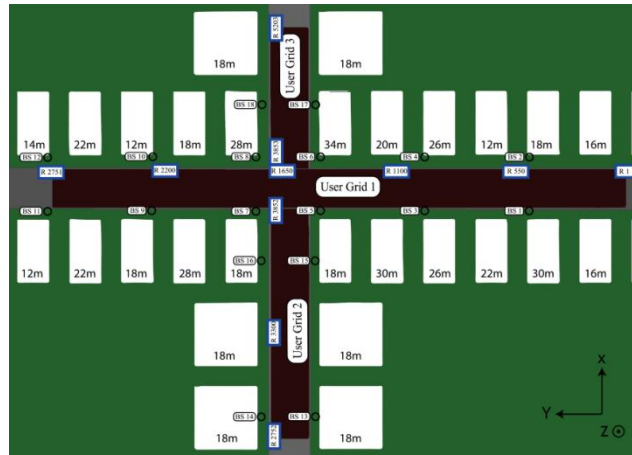 R 5203
18m
18m
User Grid 3
BS 18
BS 17
14m
22m
12m
18m
28m
34m
20m
26m
12m
18m
16m
R 3853
BS 12
BS 10
BS 8
BS 6
BS 4
BS 2
R 2751
R 2200
R 1650
R 1100
R 550
R 1
User Grid 1
BS 11
BS 9
BS 7
R 3852
BS 5
BS 3
BS 1
12m
22m
18m
28m
18m
18m
30m
26m
22m
30m
16m
BS 16
BS 15
User Grid 2
R 3300
18m
18m
BS 14
BS 13
R 2752
18m
18m
X
Y
Z